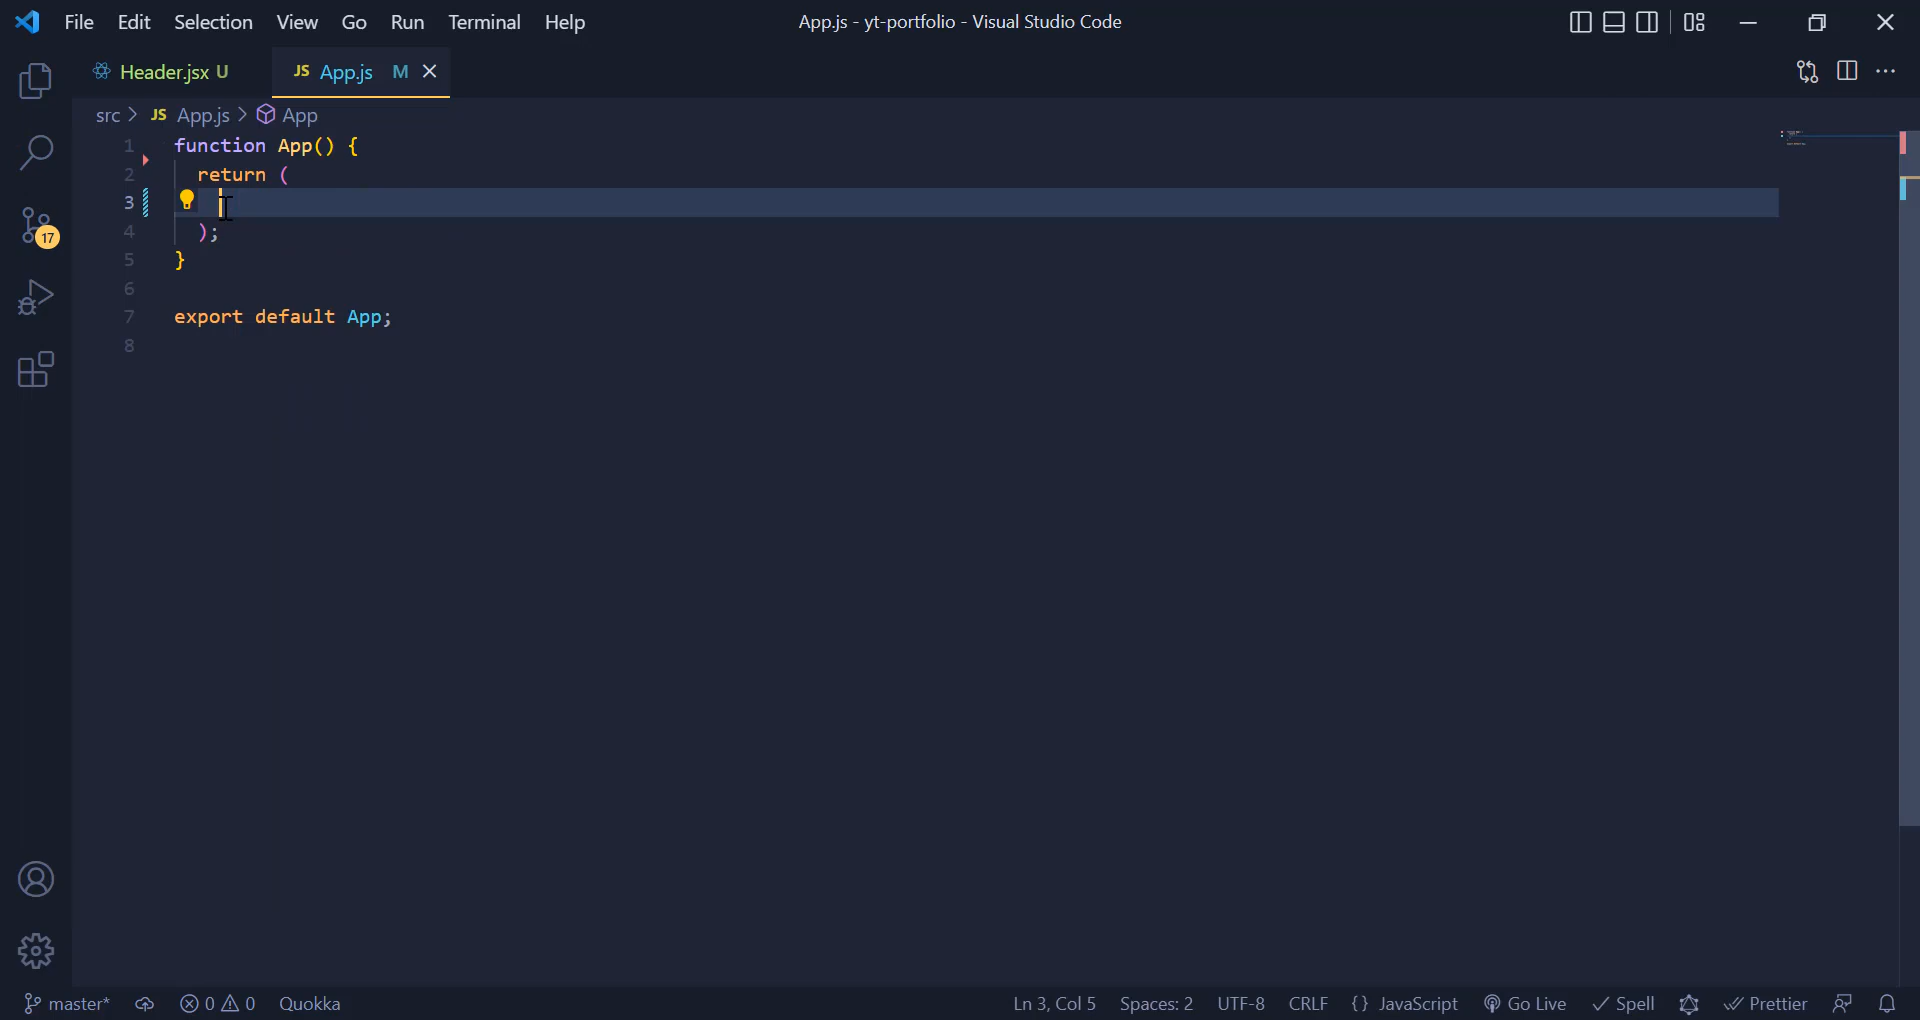 File Edit Selection View Go Run Terminal Help
App.js - yt-portfolio - Visual Studio Code
Header.jsx U
JS App.js M
src > JS App.js > App
1 function App() {
2 return (
3
4 );
5 }
6
7 export default App;
8
17
master* 0 0 Quokka
Ln 3, Col 5 Spaces: 2 UTF-8 CRLF {} JavaScript Go Live Spell Prettier